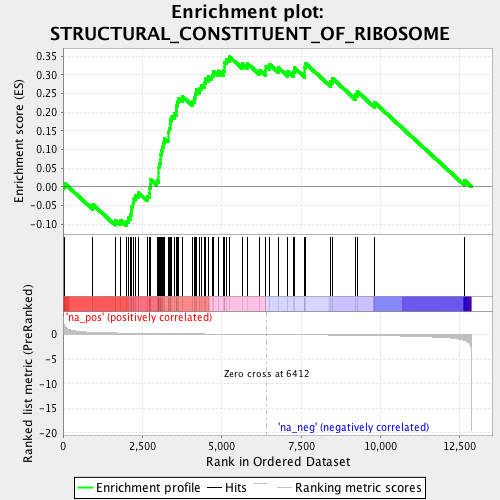 Enrichment plot:
STRUCTURAL_CONSTITUENT_OF_RIBOSOME
Enrichment score (ES)
0.35
0.30
0.25
0.20
0.15
0.10
0.05
0.00
-0.05
-0.10
'na_pos' (positively correlated)
Ranked list metric (PreRanked)
0
-5
-10
-15
-20
Zero cross at 6412
'na_neg' (negatively correlated)
0
2,500
5,000
7,500
10,000
12,500
Rank in Ordered Dataset
Enrichment profile
Hits
Ranking metric scores